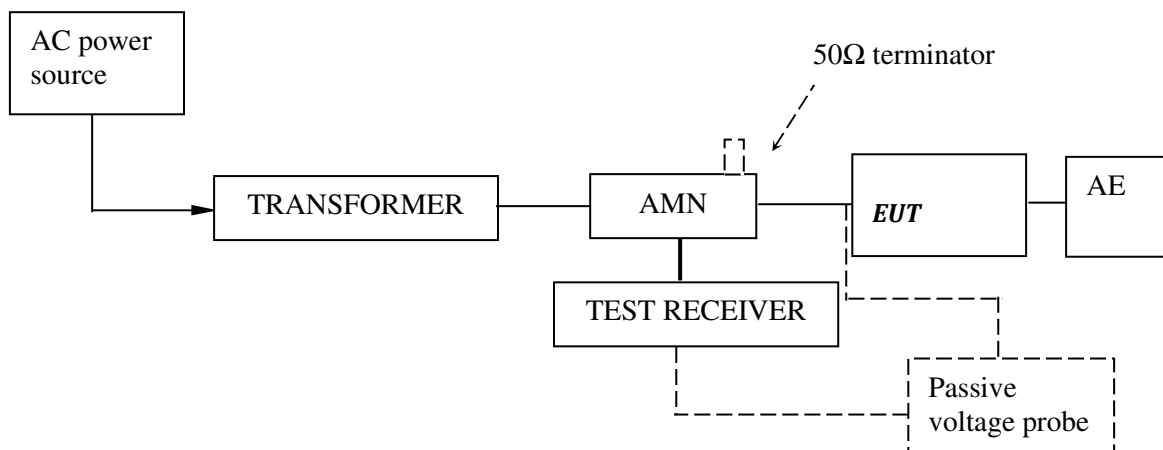 AC power
source
50Ω terminator
TRANSFORMER
AMN
EUT
AE
TEST RECEIVER
Passive
voltage probe